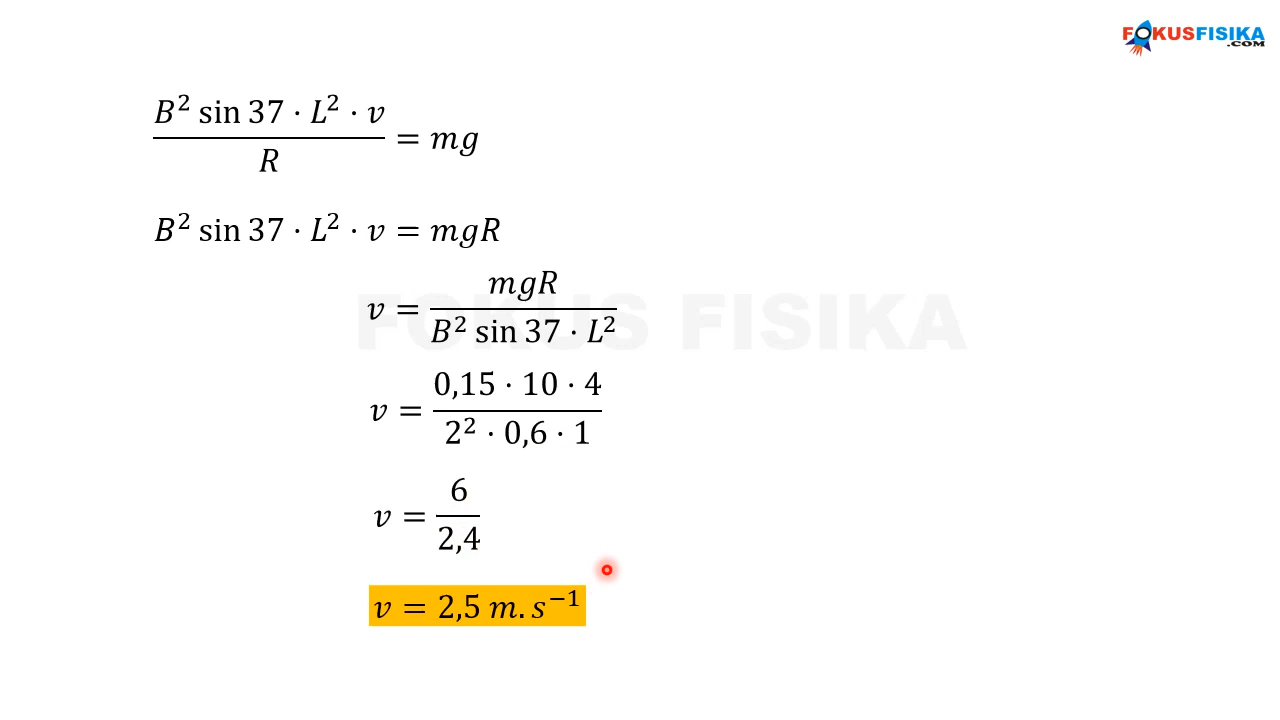 FOKUSFISIKA
.COM
B² sin 37 · L² · v
R
= mg
B² sin 37 · L² · v = mgR
v =
mgR
B² sin 37 · L²
FOKUS FISIKA
v =
0,15 · 10 · 4
2² · 0,6 · 1
v =
6
2,4
v = 2,5 m. s⁻¹